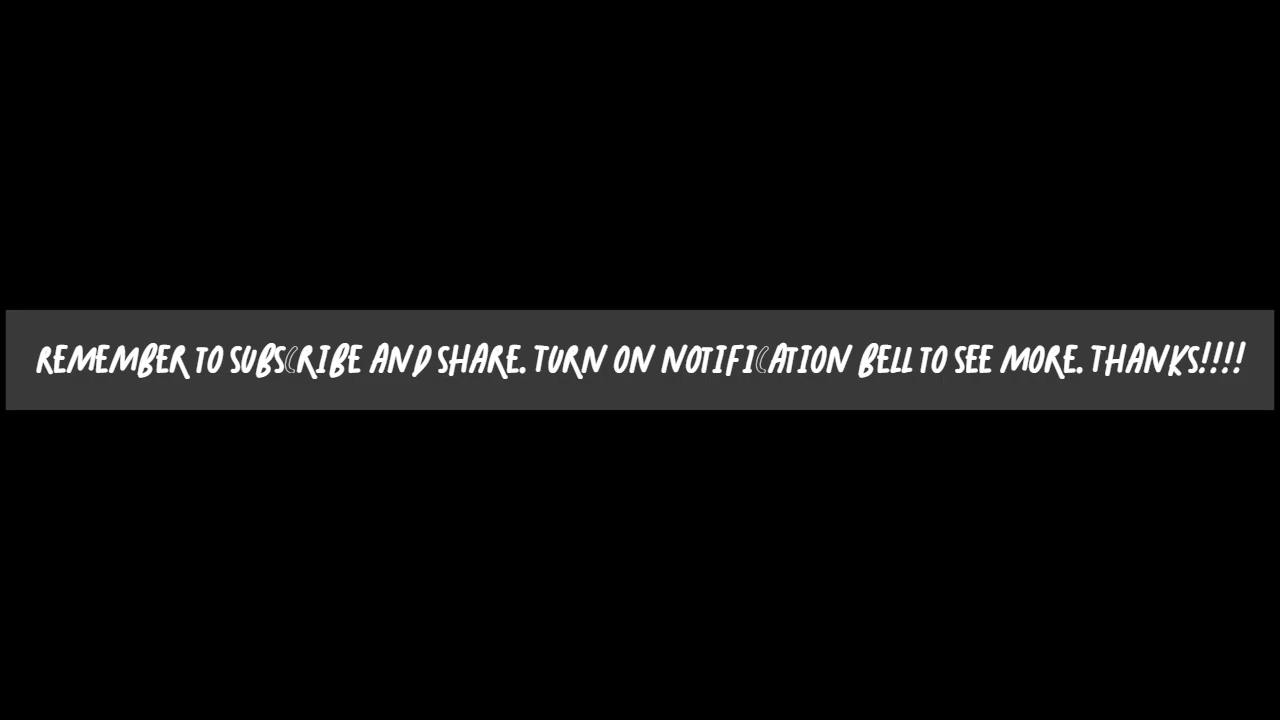 REMEMBER TO SUBSCRIBE AND SHARE. TURN ON NOTIFICATION BELL TO SEE MORE. THANKS!!!!